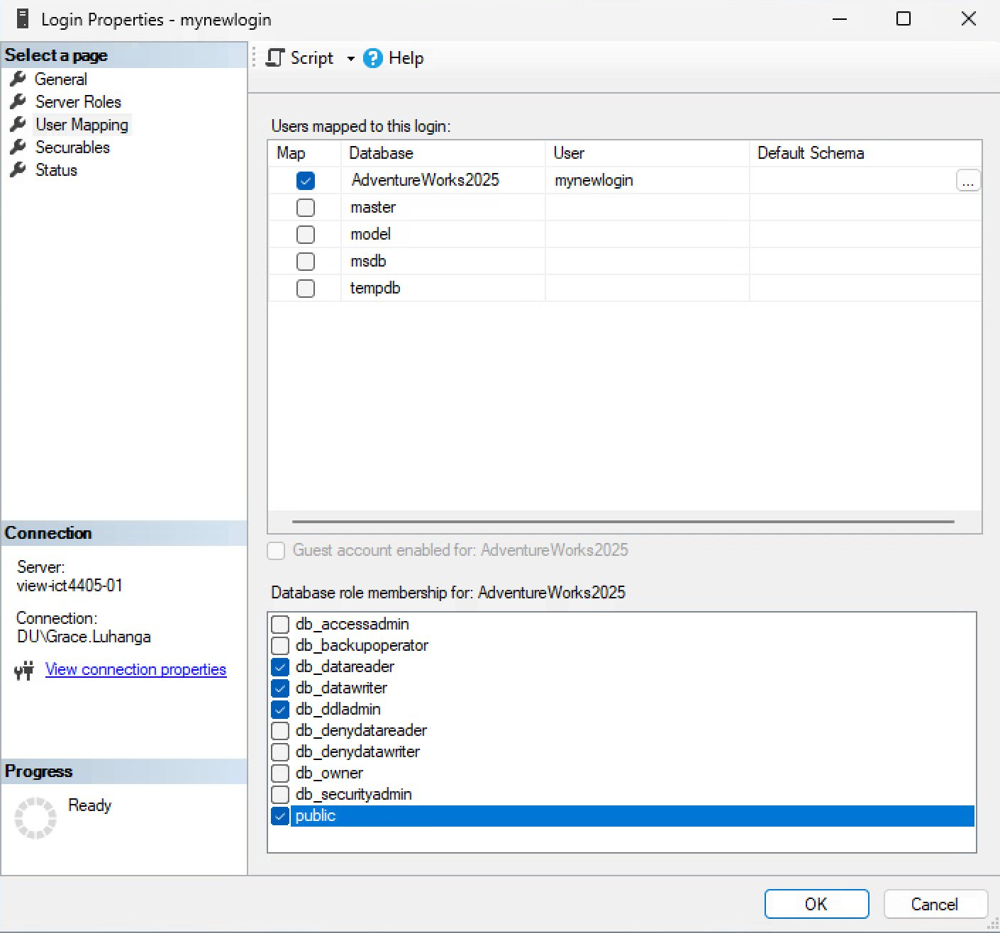 Login Properties - mynewlogin
Select a page
General
Server Roles
User Mapping
Securables
Status
Connection
Server:
view-ict4405-01
Connection:
DU\Grace.Luhanga
View connection properties
Progress
Ready
Script Help
Users mapped to this login:
Map Database User Default Schema
AdventureWorks2025 mynewlogin ...
master
model
msdb
tempdb
Guest account enabled for: AdventureWorks2025
Database role membership for: AdventureWorks2025
db_accessadmin
db_backupoperator
db_datareader
db_datawriter
db_ddladmin
db_denydatareader
db_denydatawriter
db_owner
db_securityadmin
public
OK Cancel